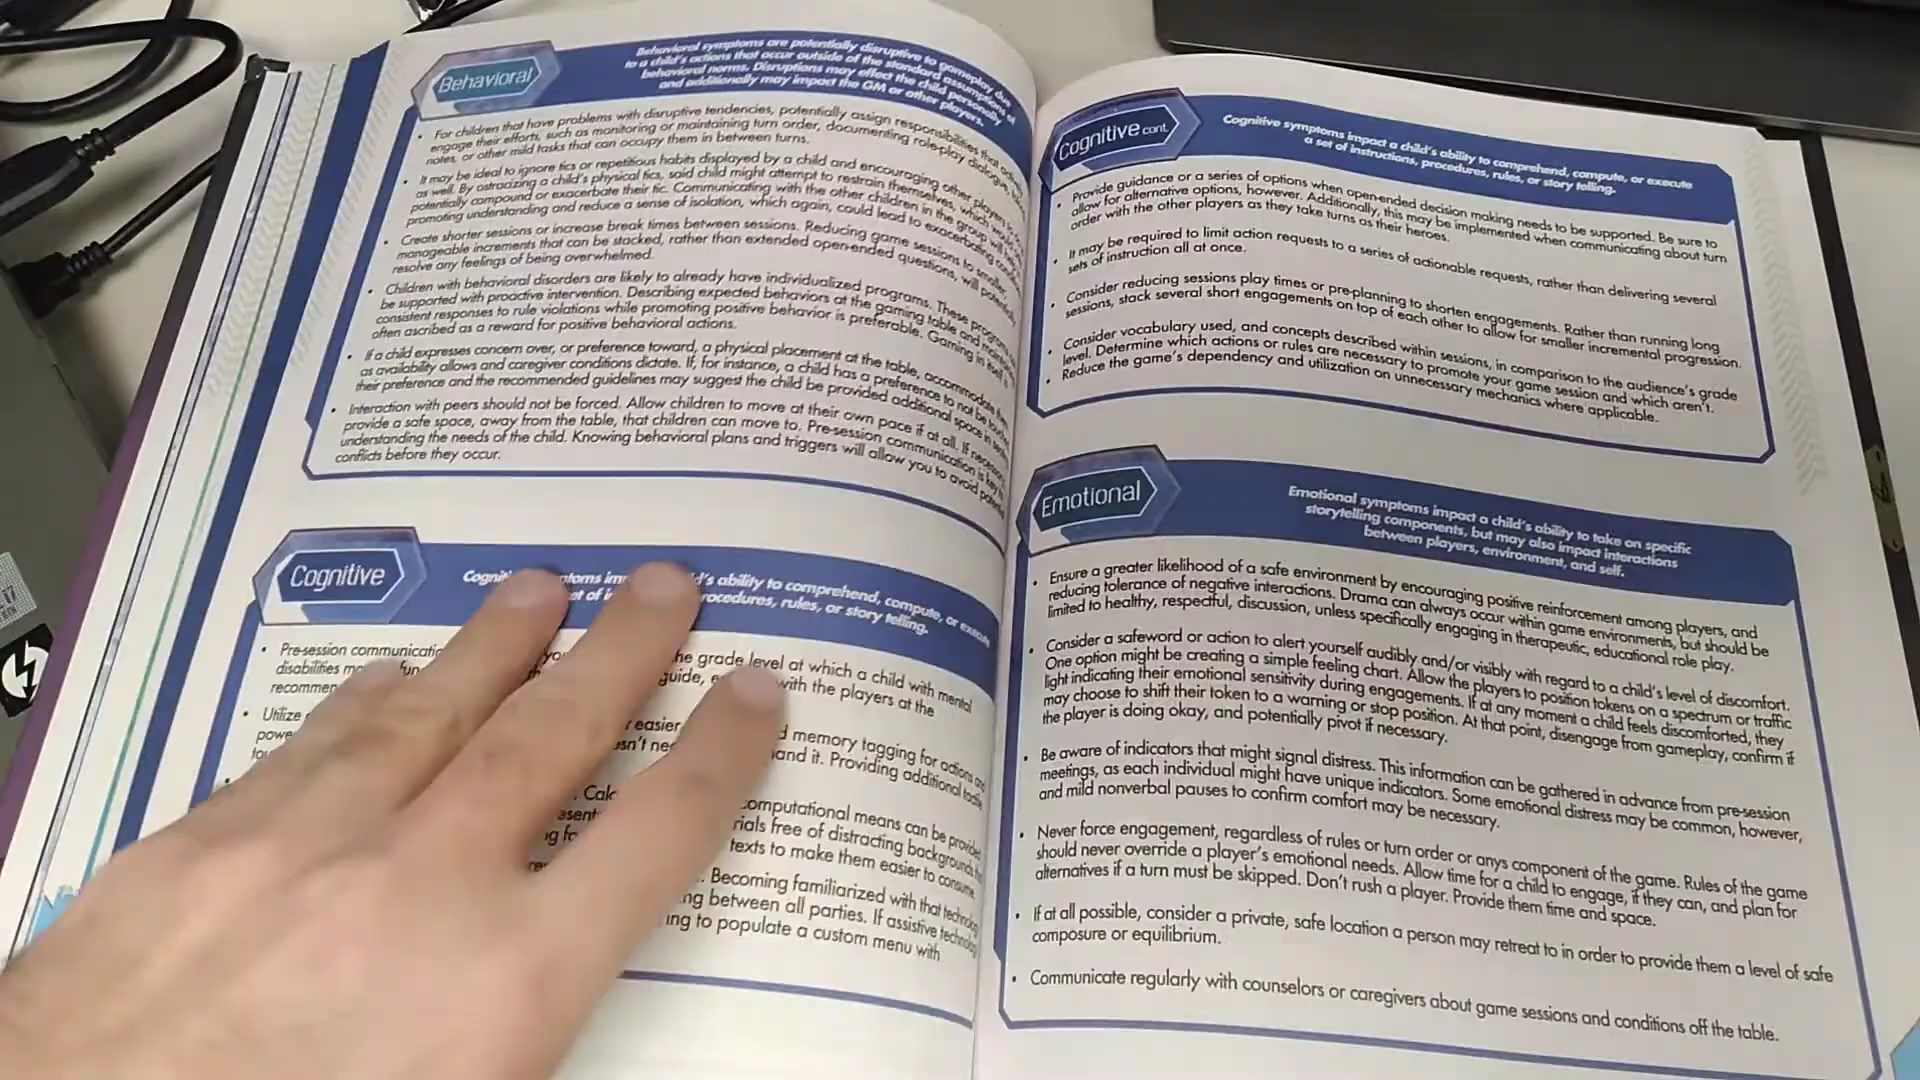 Behavioral
Behavioral symptoms are potentially disruptive to gameplay due
to a child's actions that occur outside of the standard assumptions of
behavioral norms. Disruptions may effect the child personally
and additionally may impact the GM or other players.
• For children that have problems with disruptive tendencies, potentially assign responsibilities that
engage their efforts, such as monitoring or maintaining turn order, documenting role-play dialogue,
notes, or other mild tasks that can occupy them in between turns.
• It may be ideal to ignore tics or repetitious habits displayed by a child and encouraging other players
as well. By ostracizing a child's physical tics, said child might attempt to restrain themselves, which
potentially compound or exacerbate their tic. Communicating with the other children in the group will
promoting understanding and reduce a sense of isolation, which again, could lead to exacerbating
• Create shorter sessions or increase break times between sessions. Reducing game sessions to smaller,
manageable increments that can be stacked, rather than extended open-ended questions, will potentially
resolve any feelings of being overwhelmed.
• Children with behavioral disorders are likely to already have individualized programs. These programs
be supported with proactive intervention. Describing expected behaviors at the gaming table and
consistent responses to rule violations while promoting positive behavior is preferable. Gaming in itself is
often ascribed as a reward for positive behavioral actions.
• If a child expresses concern over, or preference toward, a physical placement at the table, accommodate
as availability allows and caregiver conditions dictate. If, for instance, a child has a preference to not be
their preference and the recommended guidelines may suggest the child be provided additional space in
• Interaction with peers should not be forced. Allow children to move at their own pace if at all. If necessary
provide a safe space, away from the table, that children can move to. Pre-session communication is key
understanding the needs of the child. Knowing behavioral plans and triggers will allow you to avoid potential
conflicts before they occur.
Cognitive
ability to comprehend, compute, or execute
procedures, rules, or story telling.
• Pre-session
the grade level at which a child with mental
disabilities
guide, with the players at the
• Utilize
easier memory tagging for actions and
it. Providing additional tactile
computational means can be provided
free of distracting backgrounds
texts to make them easier to consume.
Becoming familiarized with that technology
between all parties. If assistive technology
to populate a custom menu with
Cognitive cont.
Cognitive symptoms impact a child's ability to comprehend, compute, or execute
a set of instructions, procedures, rules, or story telling.
• Provide guidance or a series of options when open-ended decision making needs to be supported. Be sure to
allow for alternative options, however. Additionally, this may be implemented when communicating about turn
order with the other players as they take turns as their heroes.
• It may be required to limit action requests to a series of actionable requests, rather than delivering several
sets of instruction all at once.
• Consider reducing sessions play times or pre-planning to shorten engagements. Rather than running long
sessions, stack several short engagements on top of each other to allow for smaller incremental progression.
• Consider vocabulary used, and concepts described within sessions, in comparison to the audience's grade
level. Determine which actions or rules are necessary to promote your game session and which aren't.
• Reduce the game's dependency and utilization on unnecessary mechanics where applicable.
Emotional
Emotional symptoms impact a child's ability to take on specific
storytelling components, but may also impact interactions
between players, environment, and self.
• Ensure a greater likelihood of a safe environment by encouraging positive reinforcement among players, and
reducing tolerance of negative interactions. Drama can always occur within game environments, but should be
limited to healthy, respectful, discussion, unless specifically engaging in therapeutic, educational role play.
• Consider a safeword or action to alert yourself audibly and/or visibly with regard to a child's level of discomfort.
One option might be creating a simple feeling chart. Allow the players to position tokens on a spectrum or traffic
light indicating their emotional sensitivity during engagements. If at any moment a child feels discomforted, they
may choose to shift their token to a warning or stop position. At that point, disengage from gameplay, confirm if
the player is doing okay, and potentially pivot if necessary.
• Be aware of indicators that might signal distress. This information can be gathered in advance from pre-session
meetings, as each individual might have unique indicators. Some emotional distress may be common, however,
and mild nonverbal pauses to confirm comfort may be necessary.
• Never force engagement, regardless of rules or turn order or anys component of the game. Rules of the game
should never override a player's emotional needs. Allow time for a child to engage, if they can, and plan for
alternatives if a turn must be skipped. Don't rush a player. Provide them time and space.
• If at all possible, consider a private, safe location a person may retreat to in order to provide them a level of safe
composure or equilibrium.
• Communicate regularly with counselors or caregivers about game sessions and conditions off the table.